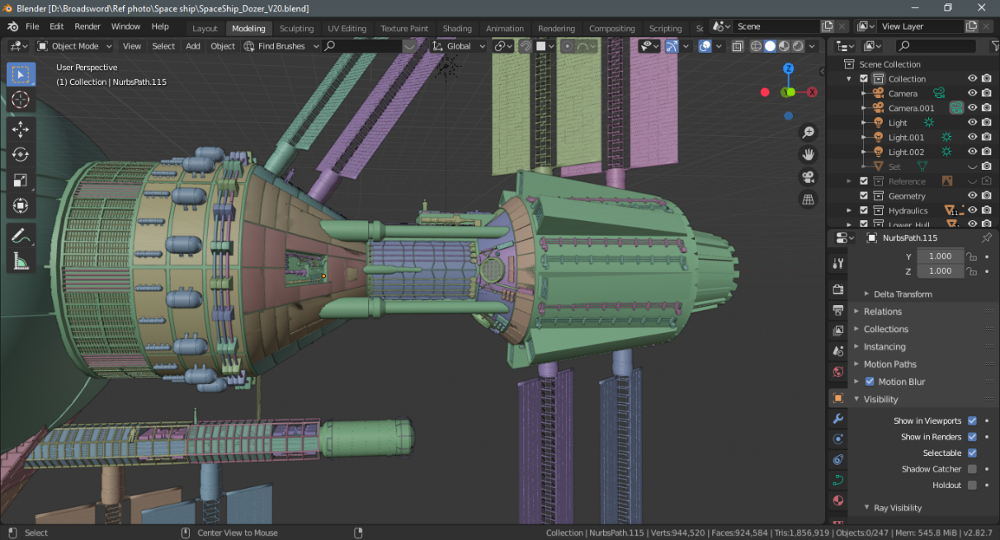 Blender [D:\Broadsword\Ref photo\Space ship\SpaceShip_Dozer_V20.blend]
File Edit Render Window Help Layout Modeling Sculpting UV Editing Texture Paint Shading Animation Rendering Compositing Scripting Scene View Layer
Object Mode View Select Add Object Find Brushes Global
User Perspective
(1) Collection | NurbsPath.115
Z
Y
X
Scene Collection
Collection
Camera
Camera.001
Light
Light.001
Light.002
Set
Reference
Geometry
Hydraulics 11
Lower_Hull
NurbsPath.115
Y 1.000
Z 1.000
Delta Transform
Relations
Collections
Instancing
Motion Paths
Motion Blur
Visibility
Show in Viewports
Show in Renders
Selectable
Shadow Catcher
Holdout
Ray Visibility
Select Center View to Mouse Collection | NurbsPath.115 | Verts:944,520 | Faces:924,584 | Tris:1,856,919 | Objects:0/247 | Mem: 545.8 MiB | v2.82.7